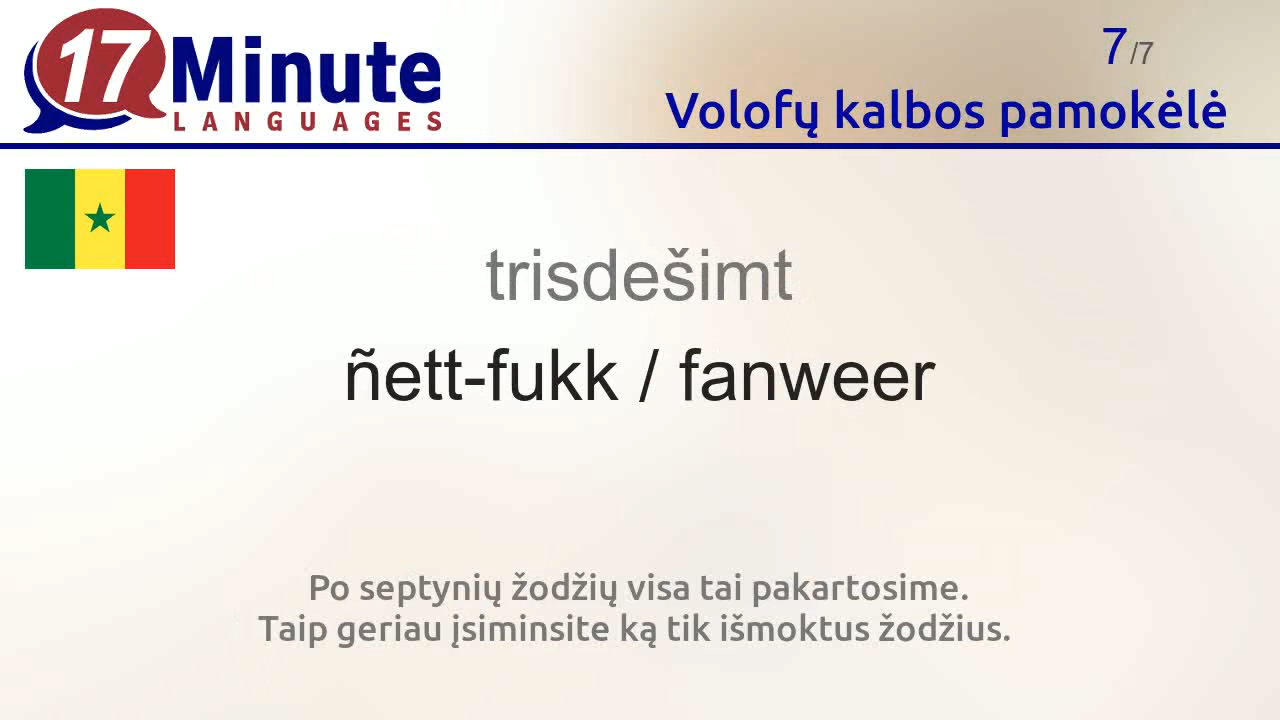 17 Minute
LANGUAGES
7/7
Volofų kalbos pamokėlė
trisdešimt
ñett-fukk / fanweer
Po septynių žodžių visa tai pakartosime.
Taip geriau įsiminsite ką tik išmoktus žodžius.